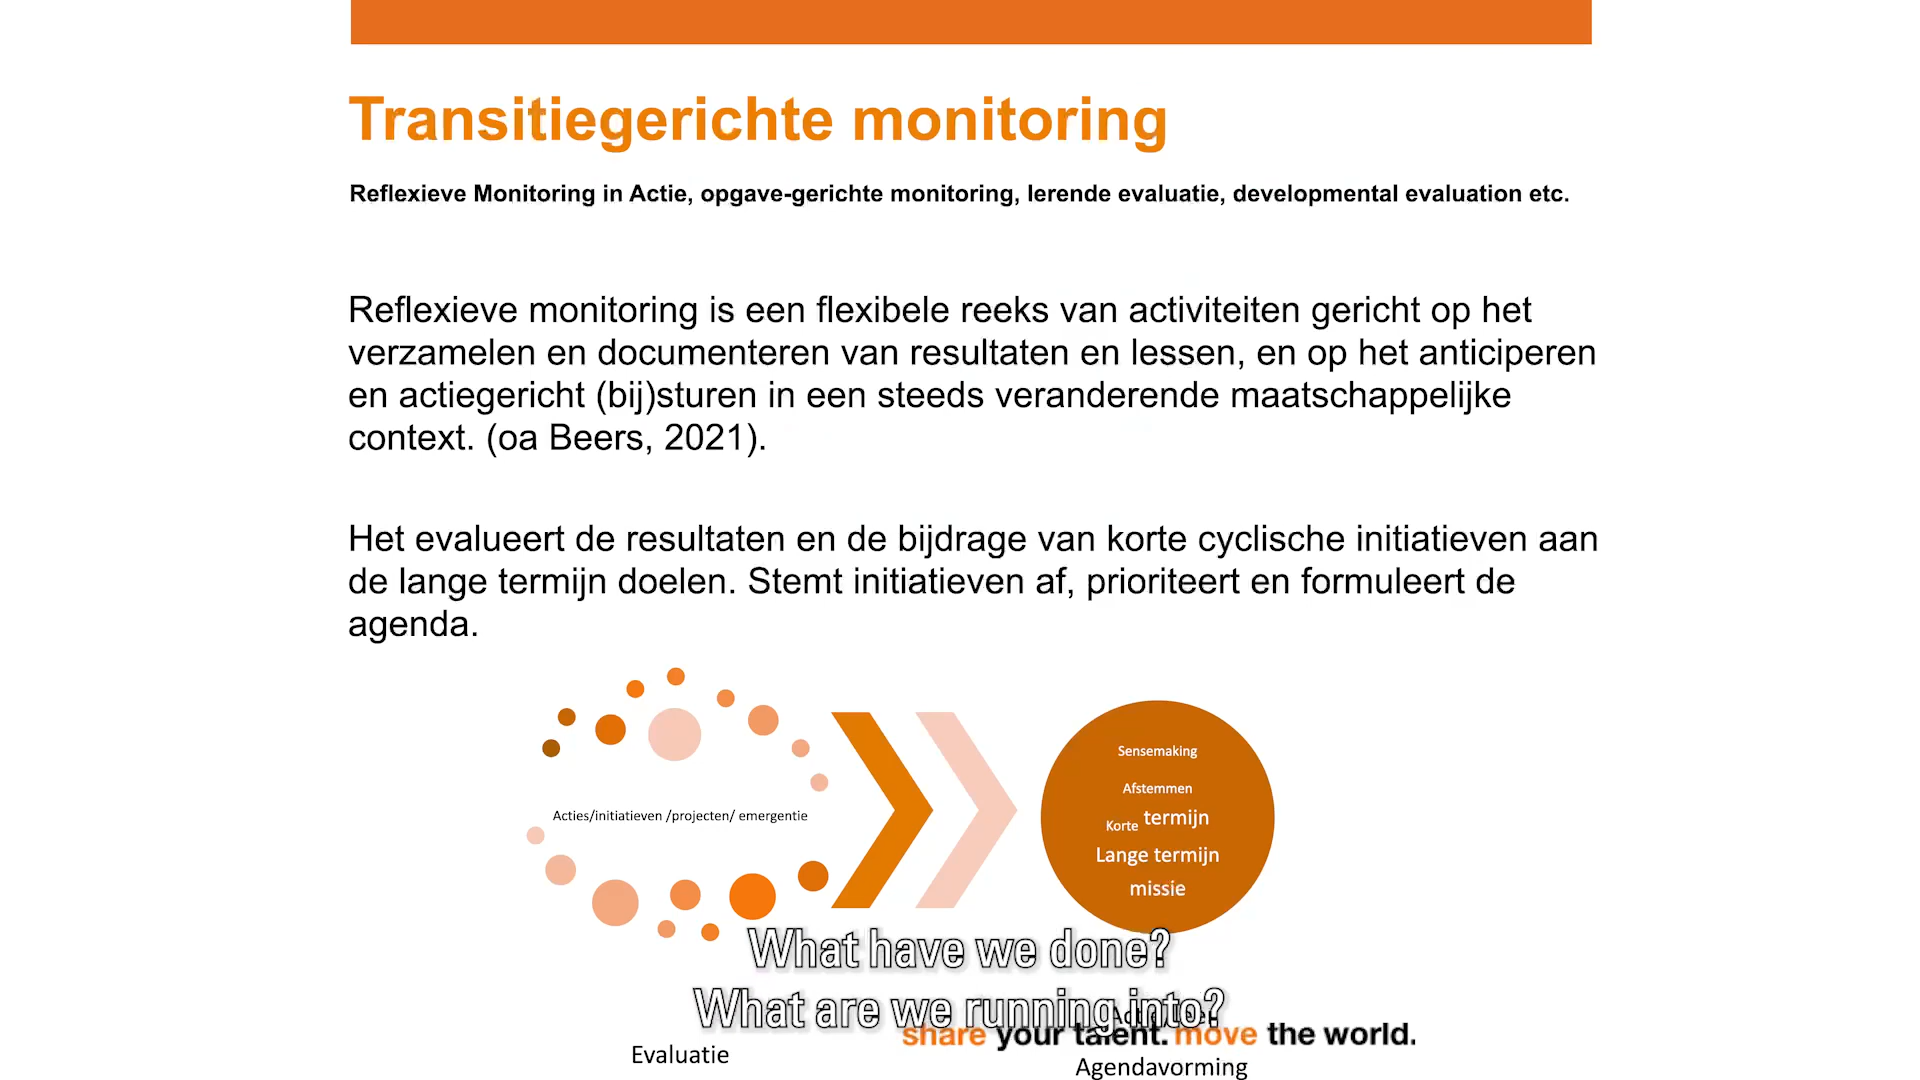 Transitiegerichte monitoring
Reflexieve Monitoring in Actie, opgave-gerichte monitoring, lerende evaluatie, developmental evaluation etc.
Reflexieve monitoring is een flexibele reeks van activiteiten gericht op het
verzamelen en documenteren van resultaten en lessen, en op het anticiperen
en actiegericht (bij)sturen in een steeds veranderende maatschappelijke
context. (oa Beers, 2021).
Het evalueert de resultaten en de bijdrage van korte cyclische initiatieven aan
de lange termijn doelen. Stemt initiatieven af, prioriteert en formuleert de
agenda.
Acties/initiatieven /projecten/ emergentie
Sensemaking
Afstemmen
Korte termijn
Lange termijn
missie
What have we done?
What are we running into?
share your talent. move the world.
Evaluatie
Agendavorming